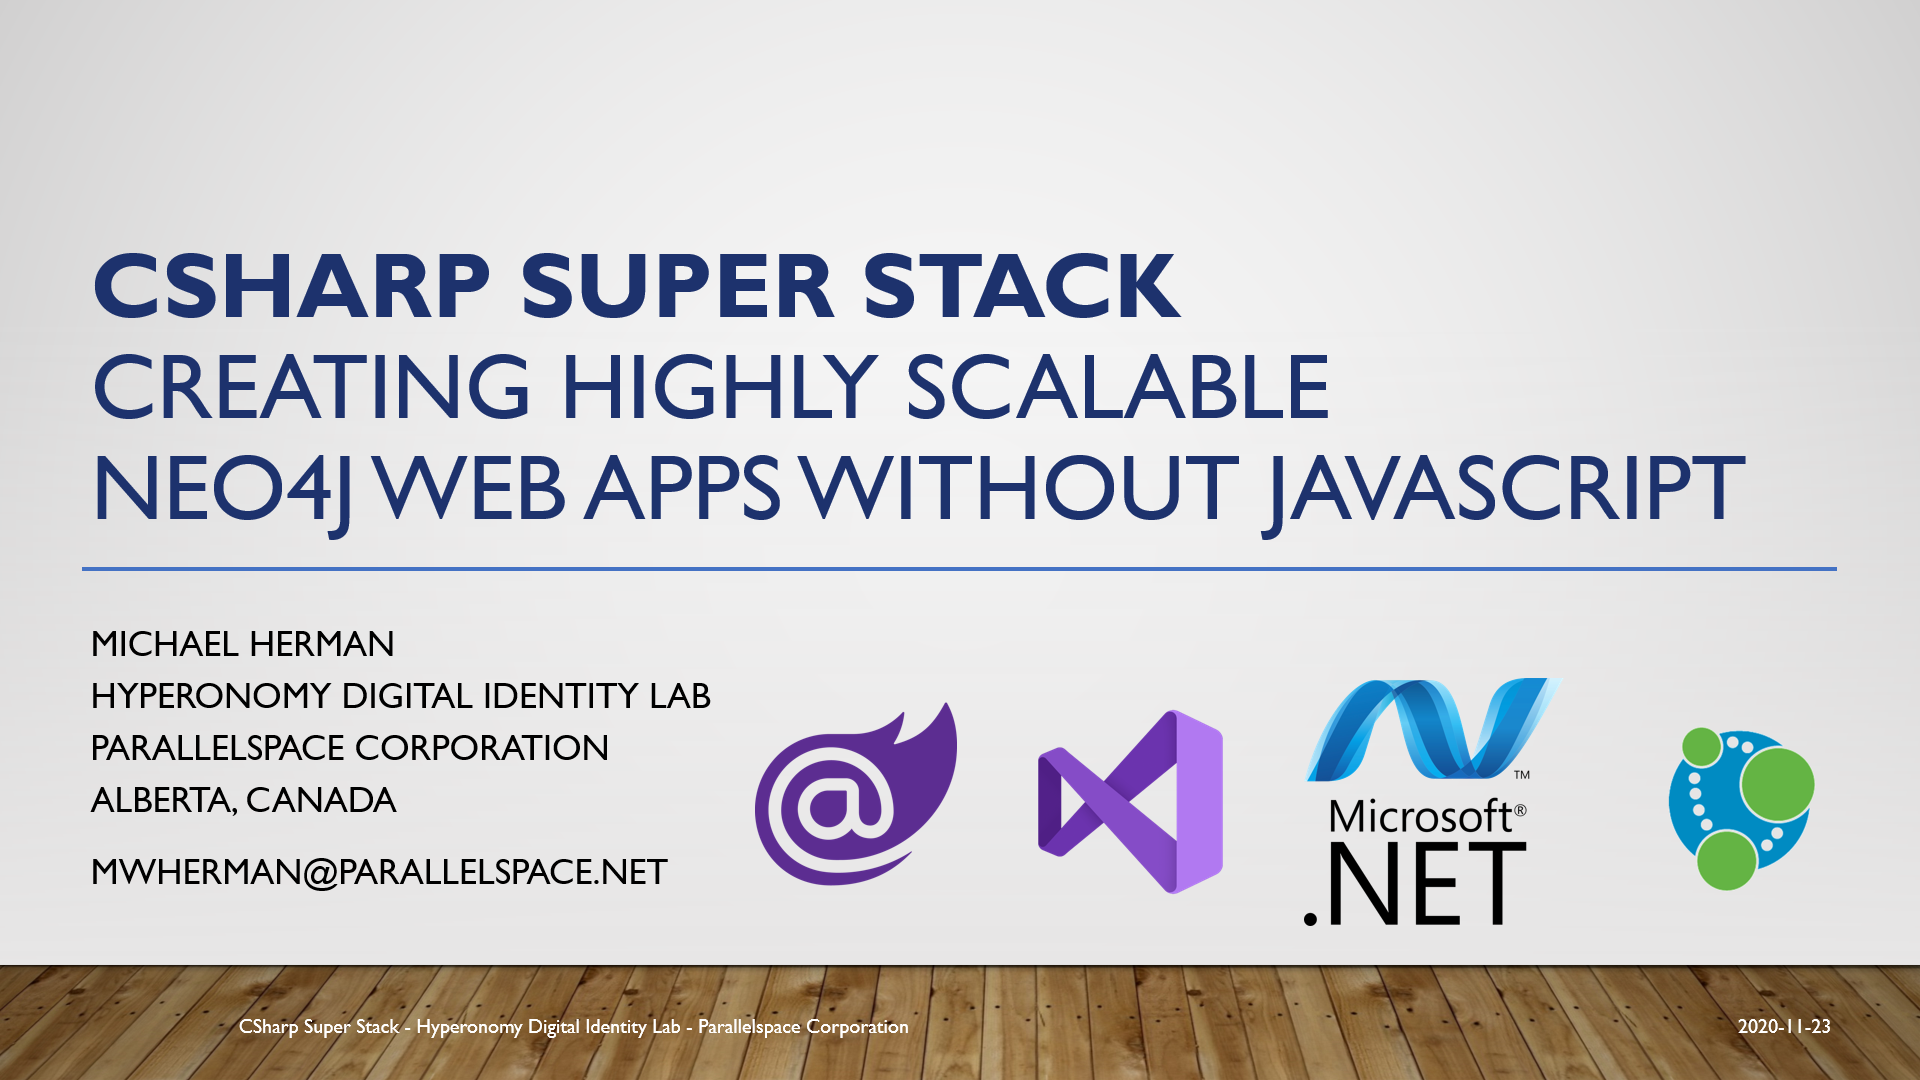 CSHARP SUPER STACK
CREATING HIGHLY SCALABLE
NEO4J WEB APPS WITHOUT JAVASCRIPT
MICHAEL HERMAN
HYPERONOMY DIGITAL IDENTITY LAB
PARALLELSPACE CORPORATION
ALBERTA, CANADA
MWHERMAN@PARALLELSPACE.NET
@
TM
Microsoft®
.NET
CSharp Super Stack - Hyperonomy Digital Identity Lab - Parallelspace Corporation
2020-11-23